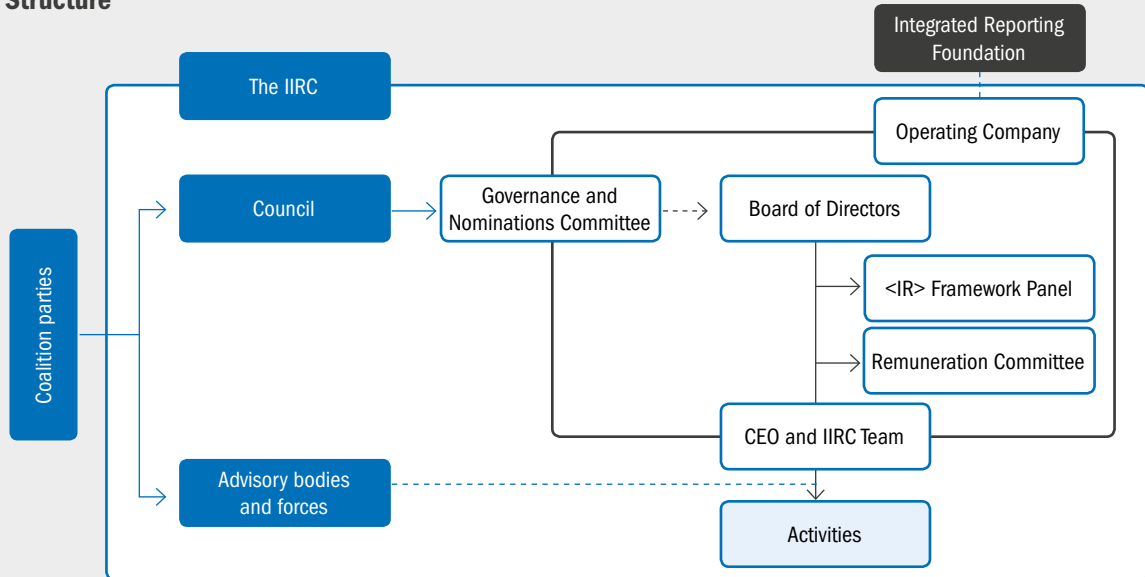 Structure
Integrated Reporting
Foundation
The IIRC
Operating Company
Council
Governance and
Nominations Committee
Board of Directors
<IR> Framework Panel
Coalition parties
Remuneration Committee
CEO and IIRC Team
Advisory bodies
and forces
Activities